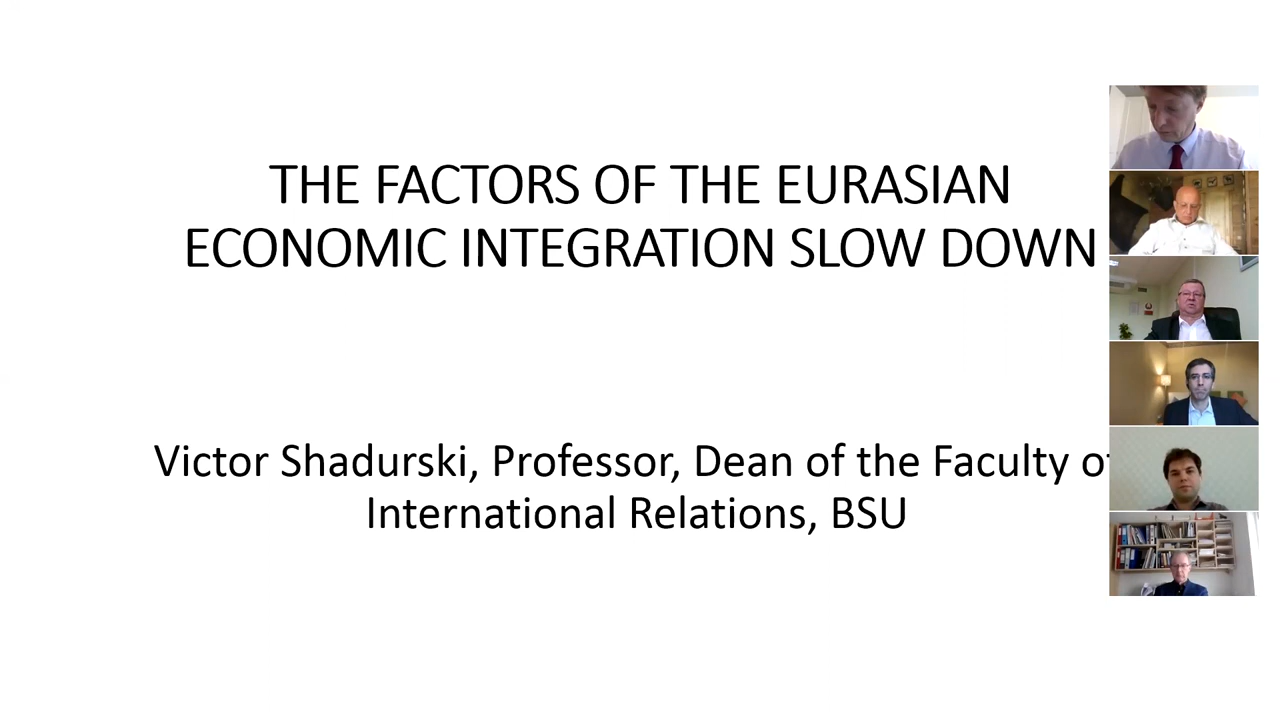 THE FACTORS OF THE EURASIAN
ECONOMIC INTEGRATION SLOW DOWN
Victor Shadurski, Professor, Dean of the Faculty of
International Relations, BSU